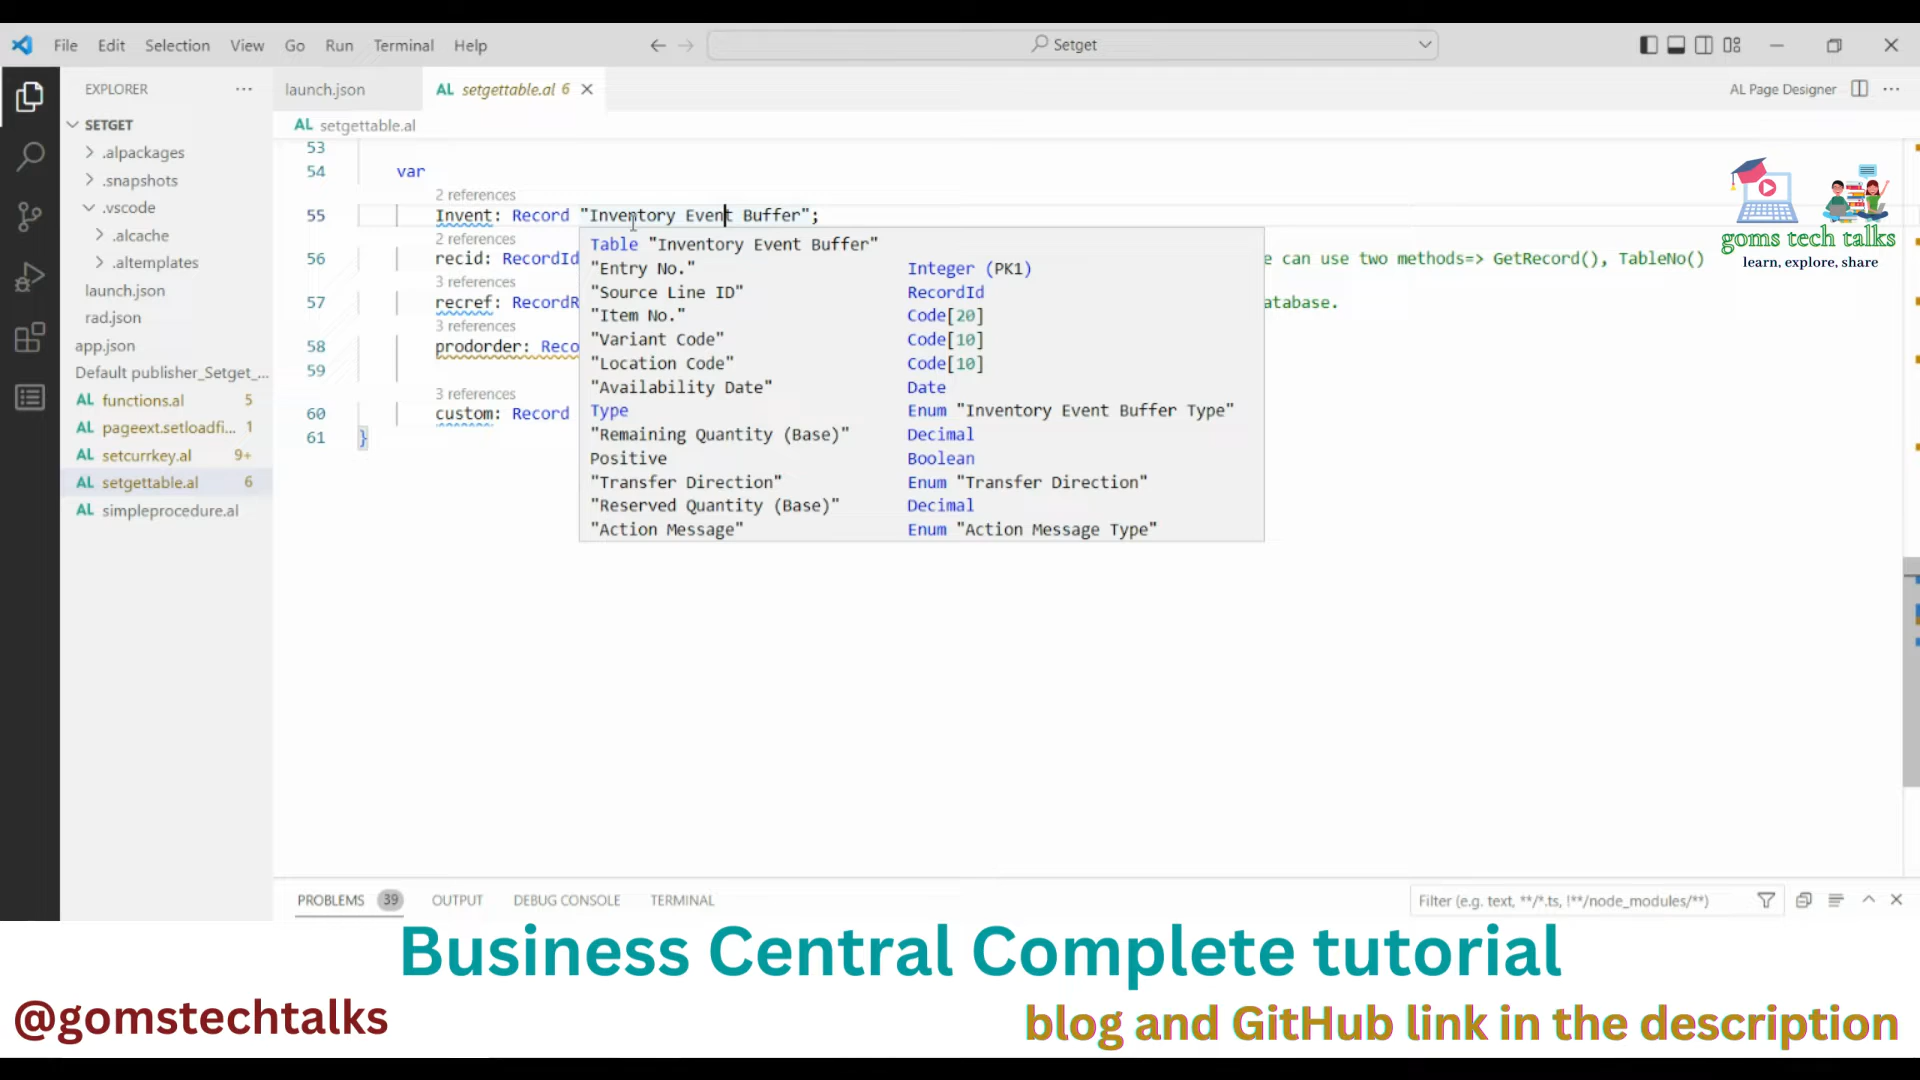 File Edit Selection View Go Run Terminal Help
Setget
EXPLORER
launch.json
AL setgettable.al 6
AL Page Designer
SETGET
.alpackages
.snapshots
.vscode
.alcache
.altemplates
launch.json
rad.json
app.json
Default publisher_Setget_...
AL functions.al 5
AL pageext.setloadfi... 1
AL setcurrkey.al 9+
AL setgettable.al 6
AL simpleprocedure.al
AL setgettable.al
53
54 var
2 references
55 Invent: Record "Inventory Event Buffer";
2 references
56 recid: RecordId e can use two methods=> GetRecord(), TableNo()
3 references
57 recref: RecordR atabase.
3 references
58 prodorder: Reco
59
3 references
60 custom: Record
61 }
Table "Inventory Event Buffer"
"Entry No." Integer (PK1)
"Source Line ID" RecordId
"Item No." Code[20]
"Variant Code" Code[10]
"Location Code" Code[10]
"Availability Date" Date
Type Enum "Inventory Event Buffer Type"
"Remaining Quantity (Base)" Decimal
Positive Boolean
"Transfer Direction" Enum "Transfer Direction"
"Reserved Quantity (Base)" Decimal
"Action Message" Enum "Action Message Type"
goms tech talks
learn, explore, share
PROBLEMS 39 OUTPUT DEBUG CONSOLE TERMINAL
Filter (e.g. text, **/*.ts, !**/node_modules/**)
Business Central Complete tutorial
@gomstechtalks
blog and GitHub link in the description